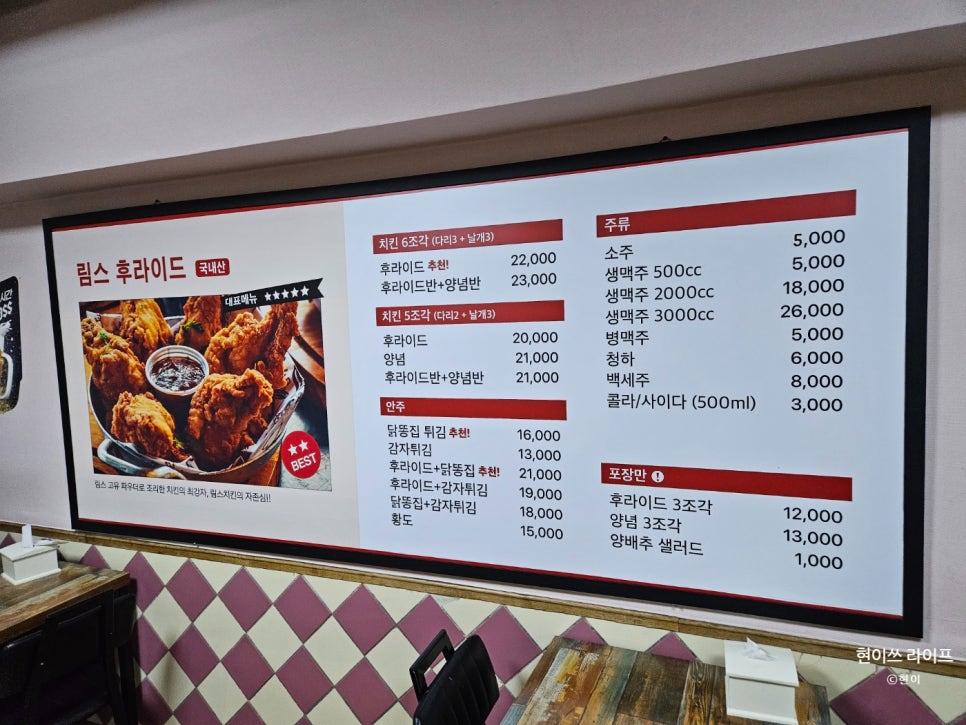 림스 후라이드 국내산
대표메뉴 ★★★★★
★★
BEST
림스 고유 파우더로 조리한 치킨의 최강자, 림스치킨의 자존심!!
치킨 6조각 (다리3 + 날개3)
후라이드 추천! 22,000
후라이드반+양념반 23,000
치킨 5조각 (다리2 + 날개3)
후라이드 20,000
양념 21,000
후라이드반+양념반 21,000
안주
닭똥집 튀김 추천! 16,000
감자튀김 13,000
후라이드+닭똥집 추천! 21,000
후라이드+감자튀김 19,000
닭똥집+감자튀김 18,000
황도 15,000
주류
소주 5,000
생맥주 500cc 5,000
생맥주 2000cc 18,000
생맥주 3000cc 26,000
병맥주 5,000
청하 6,000
백세주 8,000
콜라/사이다 (500ml) 3,000
포장만 !
후라이드 3조각 12,000
양념 3조각 13,000
양배추 샐러드 1,000
현이쓰 라이프
©현이